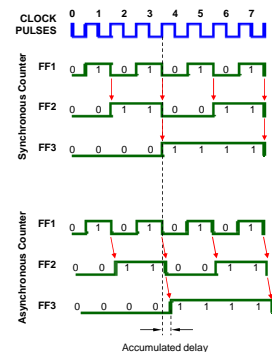 0 1 2 3 4 5 6 7
CLOCK
PULSES
Synchronous Counter
FF1
0 1 0 1 0 1 0 1
FF2
0 0 1 1 0 0 1 1
FF3
0 0 0 0 1 1 1 1
Asynchronous Counter
FF1
0 1 0 1 0 1 0 1
FF2
0 0 1 1 0 0 1 1
FF3
0 0 0 0 1 1 1 1
Accumulated delay